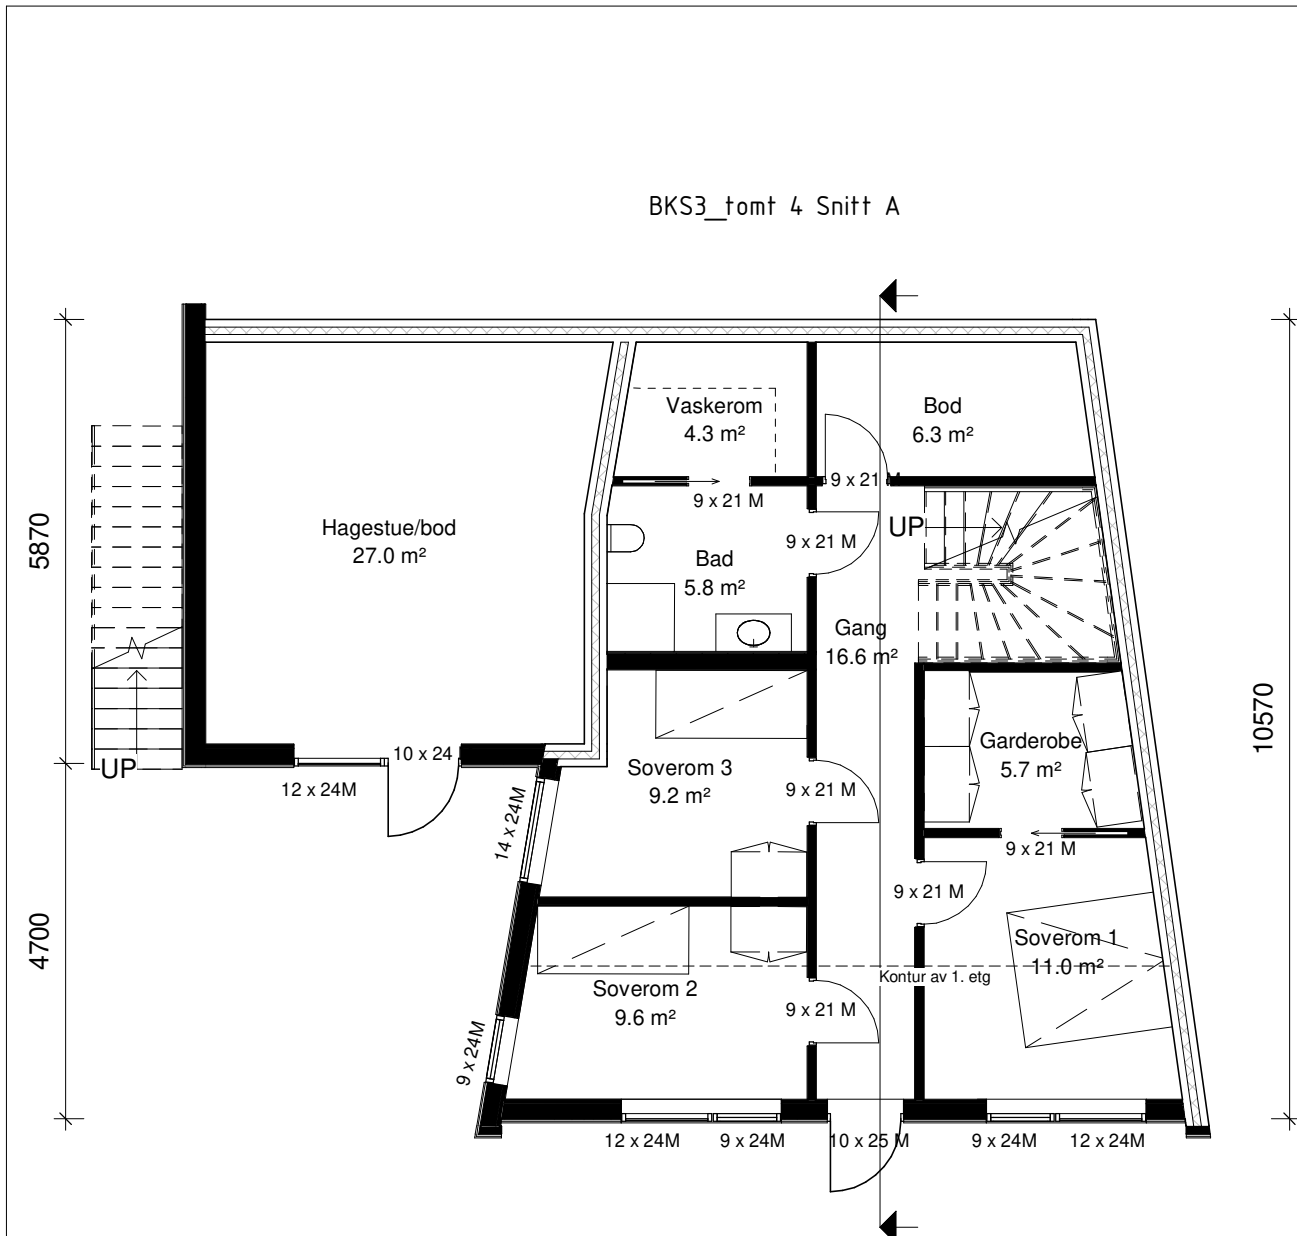 BKS3_tomt 4 Snitt A
Vaskerom
4.3 m²
Bod
6.3 m²
9 x 21 M
9 x 21 M
Hagestue/bod
27.0 m²
UP
9 x 21 M
Bad
5.8 m²
5870
Gang
16.6 m²
10570
Garderobe
5.7 m²
10 x 24
UP
Soverom 3
9.2 m²
12 x 24M
9 x 21 M
14 x 24M
9 x 21 M
9 x 21 M
4700
Soverom 1
11.0 m²
Kontur av 1. etg
Soverom 2
9.6 m²
9 x 21 M
9 x 24M
12 x 24M
9 x 24M
10 x 25 M
9 x 24M
12 x 24M